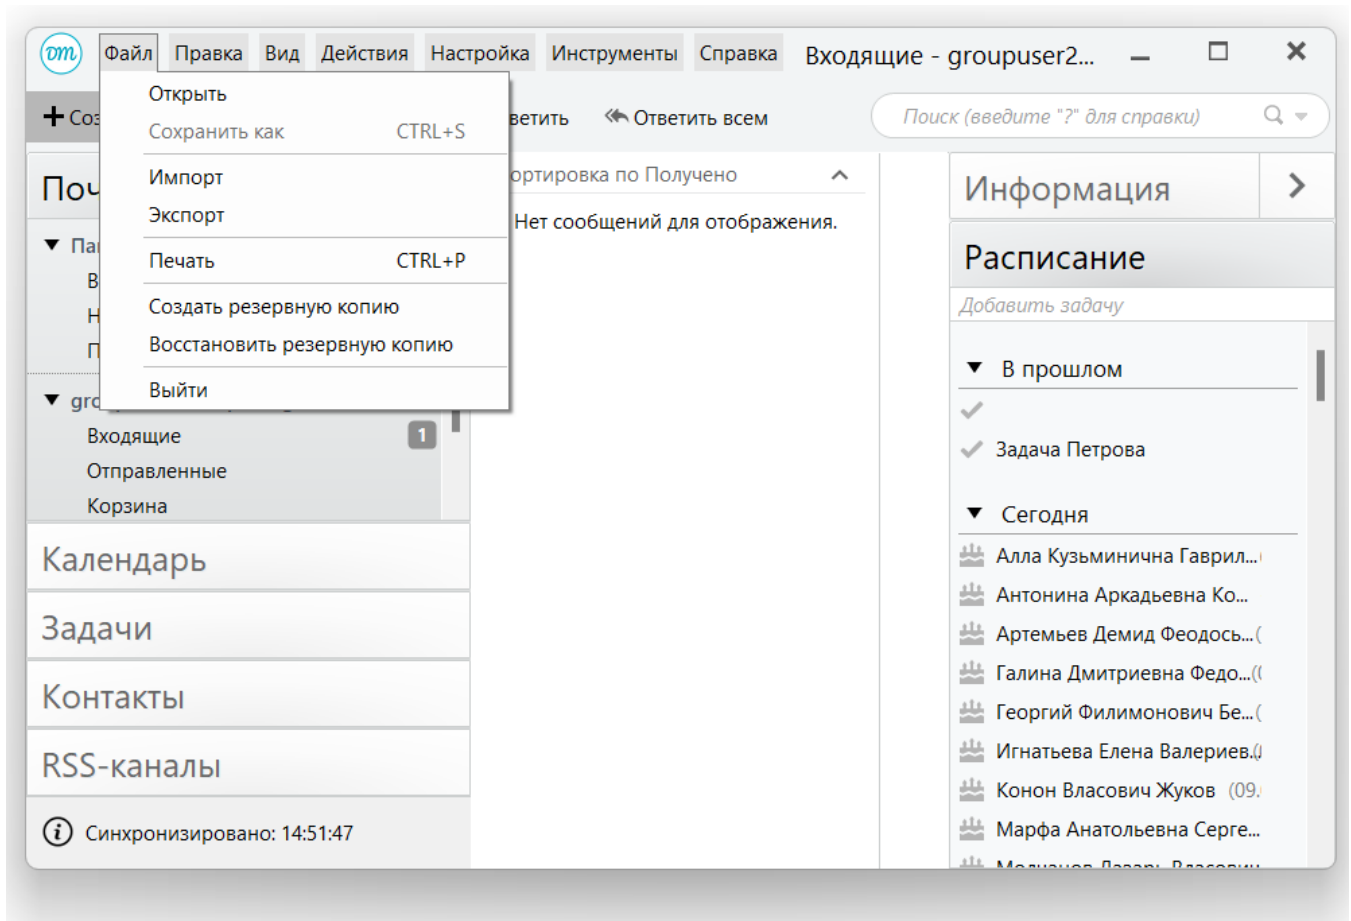 Файл Правка Вид Действия Настройка Инструменты Справка Входящие - groupuser2...
Открыть
Сохранить как CTRL+S
Импорт
Экспорт
Печать CTRL+P
Создать резервную копию
Восстановить резервную копию
Выйти
Ответить всем
Поиск (введите "?" для справки)
по Получено
Нет сообщений для отображения.
Входящие 1
Отправленные
Корзина
Календарь
Задачи
Контакты
RSS-каналы
Синхронизировано: 14:51:47
Информация
Расписание
Добавить задачу
В прошлом
Задача Петрова
Сегодня
Алла Кузьминична Гаврил...
Антонина Аркадьевна Ко...
Артемьев Демид Феодось...
Галина Дмитриевна Федо...
Георгий Филимонович Бе...
Игнатьева Елена Валериев.
Конон Власович Жуков (09.
Марфа Анатольевна Серге...